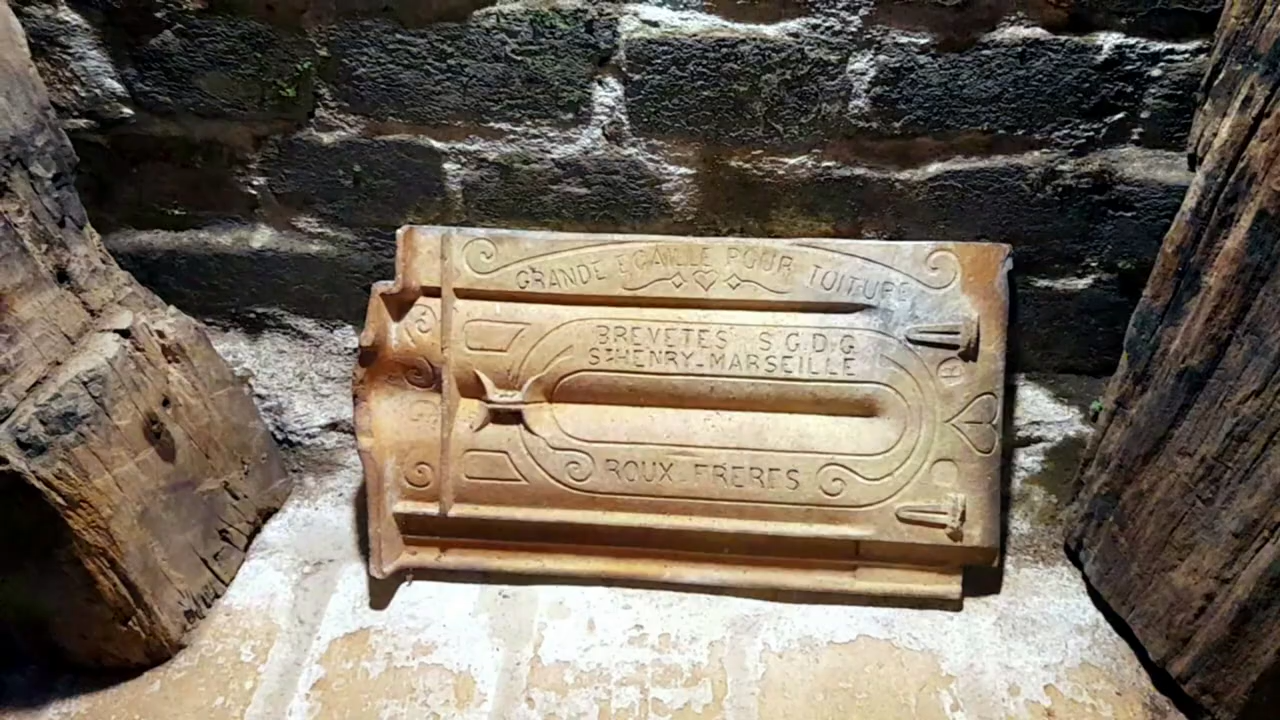 GRANDE ECAILLE POUR TOITURE
BREVETES S.G.D.G
ST HENRY-MARSEILLE
ROUX FRERES